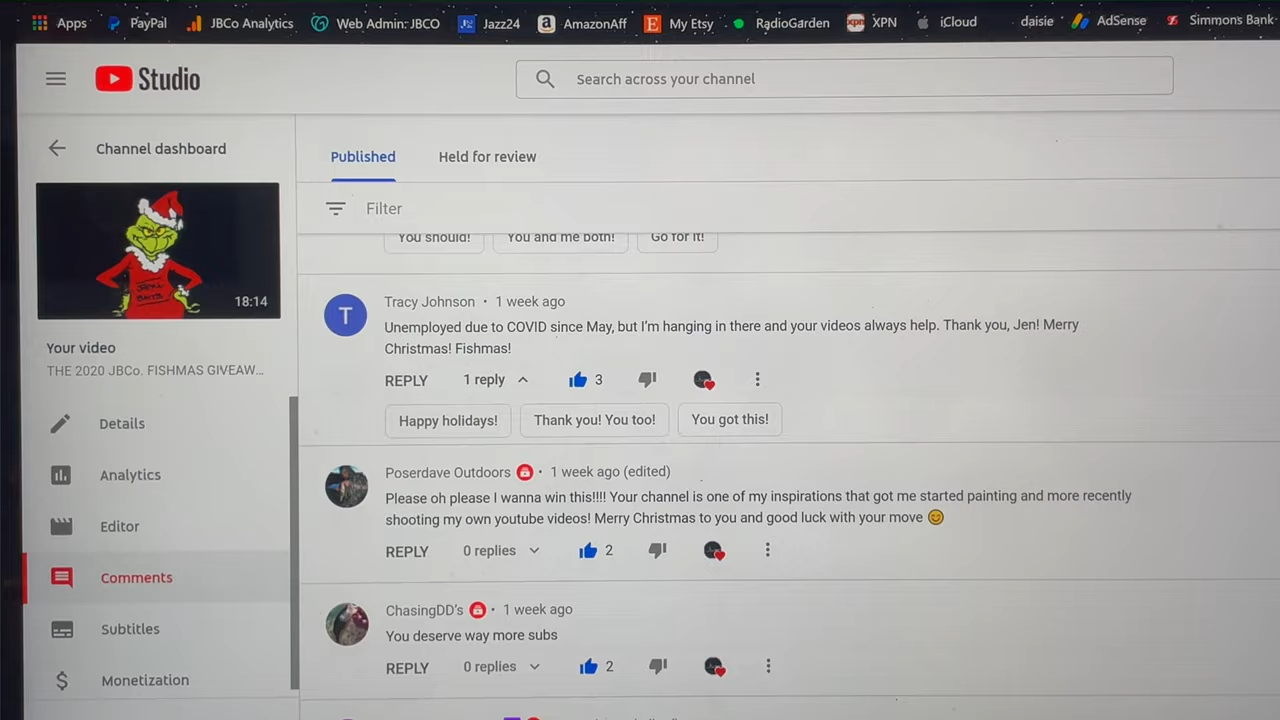 Apps PayPal JBCo Analytics Web Admin: JBCO Jazz24 AmazonAff My Etsy RadioGarden XPN iCloud daisie AdSense Simmons Bank
Studio
Search across your channel
Channel dashboard
Published Held for review
Filter
18:14
Your video
THE 2020 JBCo. FISHMAS GIVEAW...
Details
Analytics
Editor
Comments
Subtitles
Monetization
You should! You and me both! Go for it!
T
Tracy Johnson • 1 week ago
Unemployed due to COVID since May, but I'm hanging in there and your videos always help. Thank you, Jen! Merry
Christmas! Fishmas!
REPLY 1 reply 3
Happy holidays! Thank you! You too! You got this!
Poserdave Outdoors • 1 week ago (edited)
Please oh please I wanna win this!!!! Your channel is one of my inspirations that got me started painting and more recently
shooting my own youtube videos! Merry Christmas to you and good luck with your move 😊
REPLY 0 replies 2
ChasingDD's • 1 week ago
You deserve way more subs
REPLY 0 replies 2